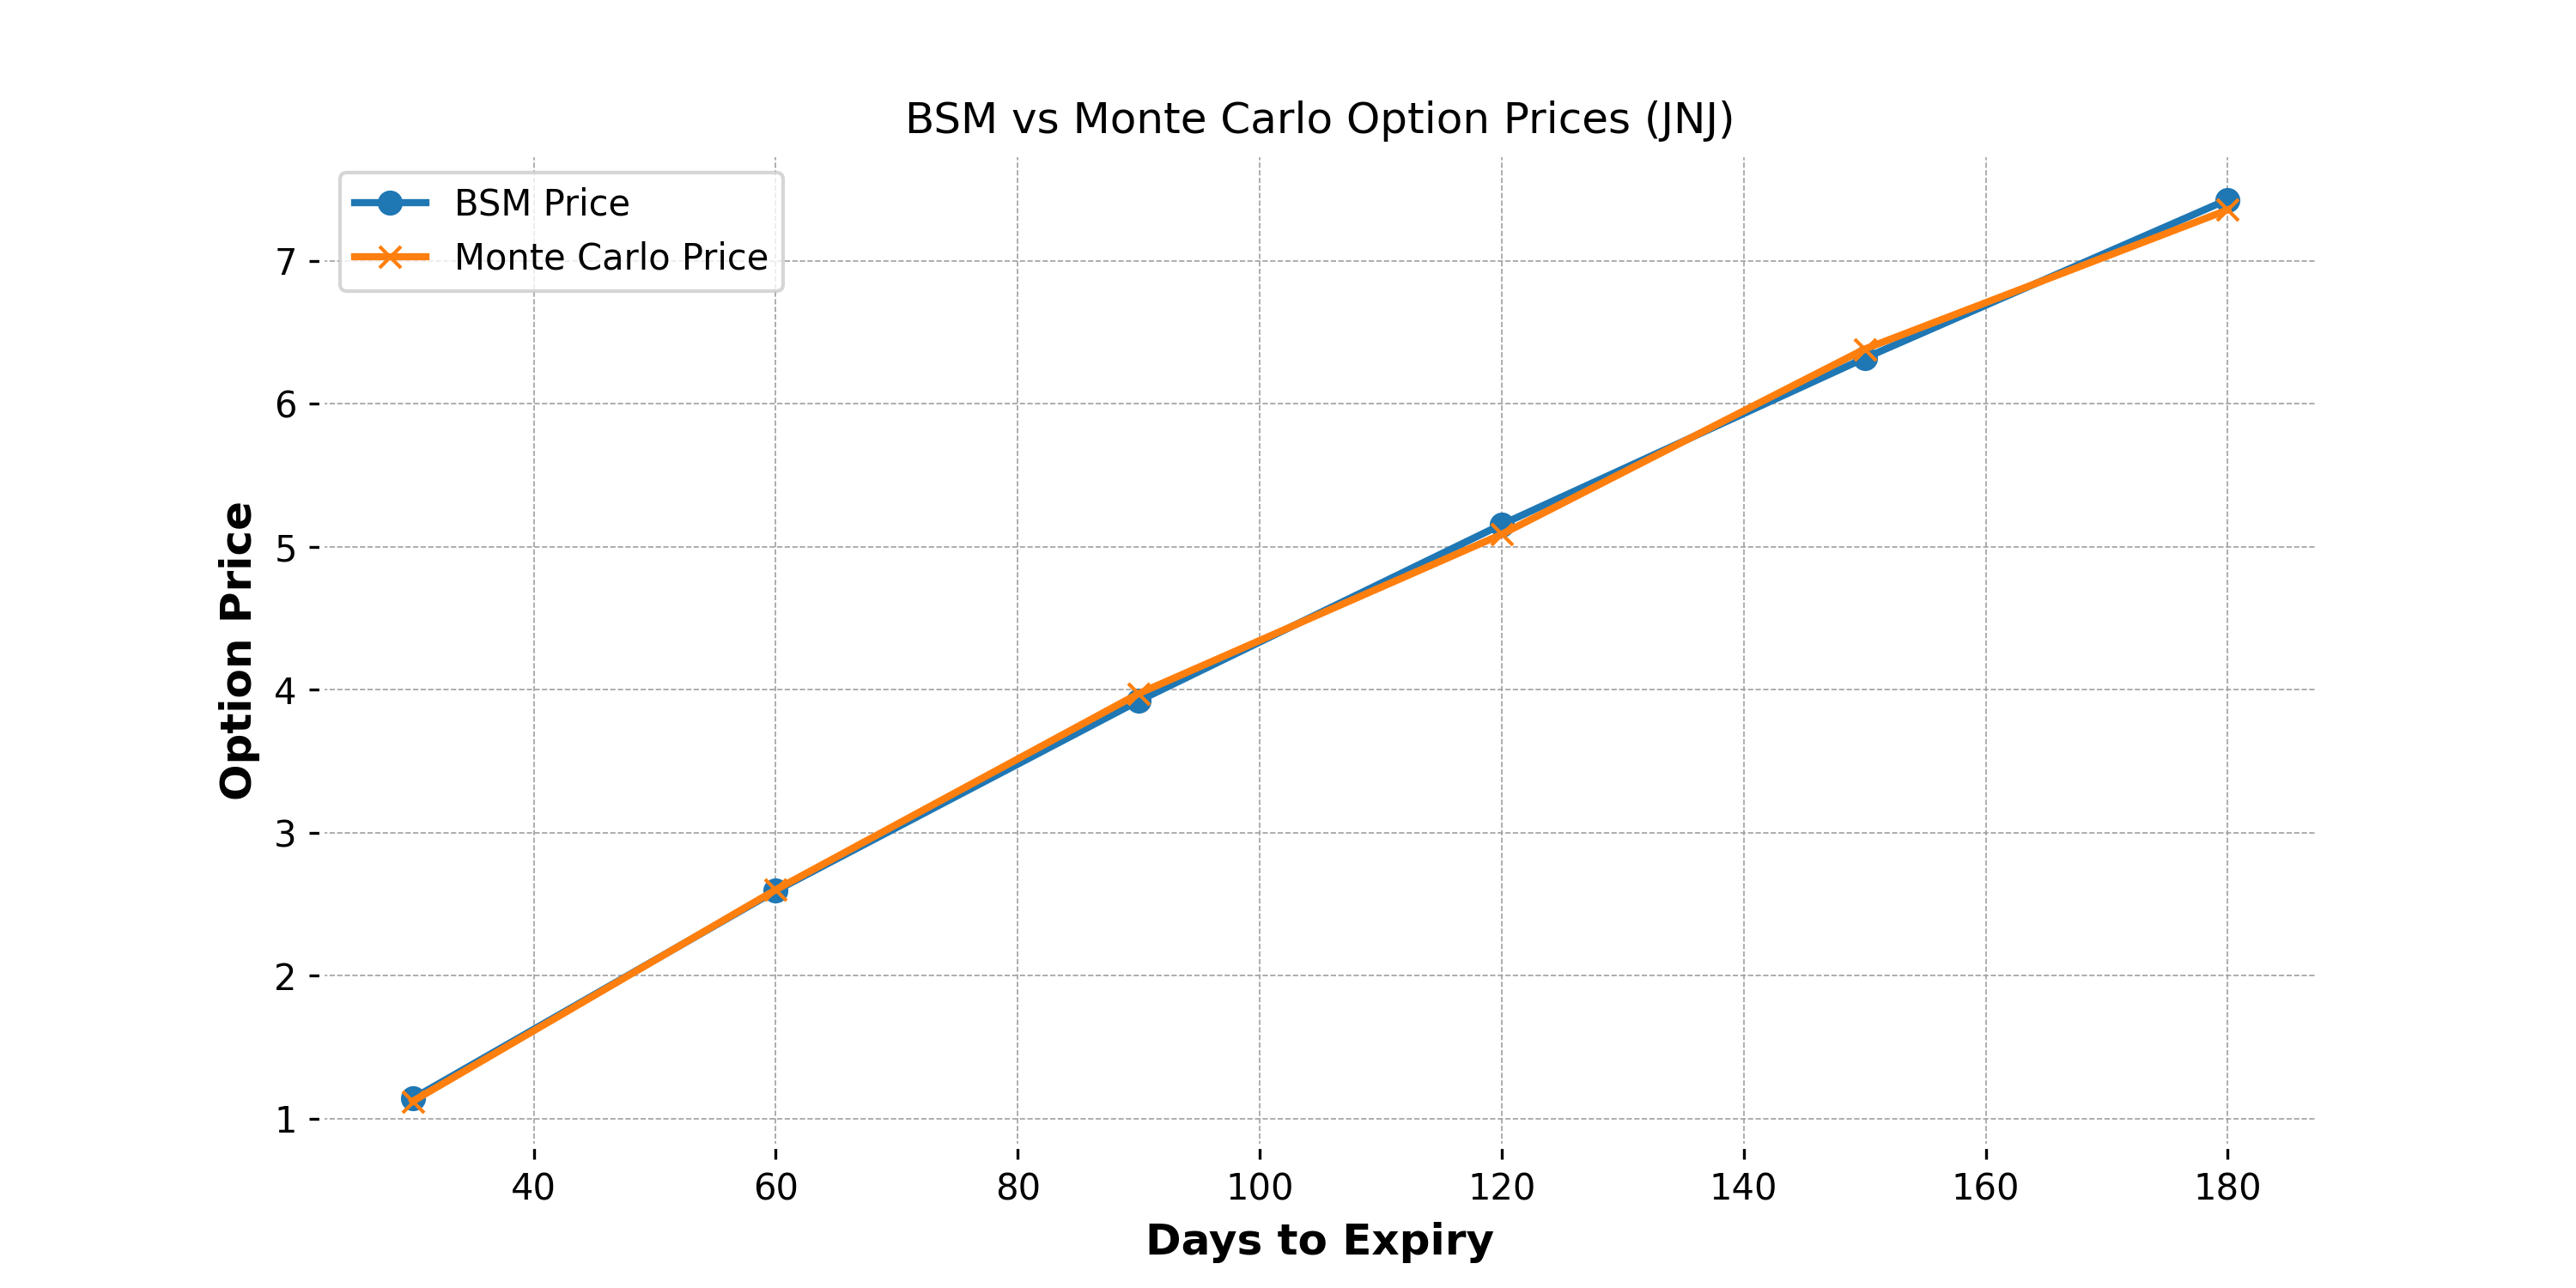 BSM vs Monte Carlo Option Prices (JNJ)
BSM Price
Monte Carlo Price
7
6
5
4
3
2
1
Option Price
40 60 80 100 120 140 160 180
Days to Expiry